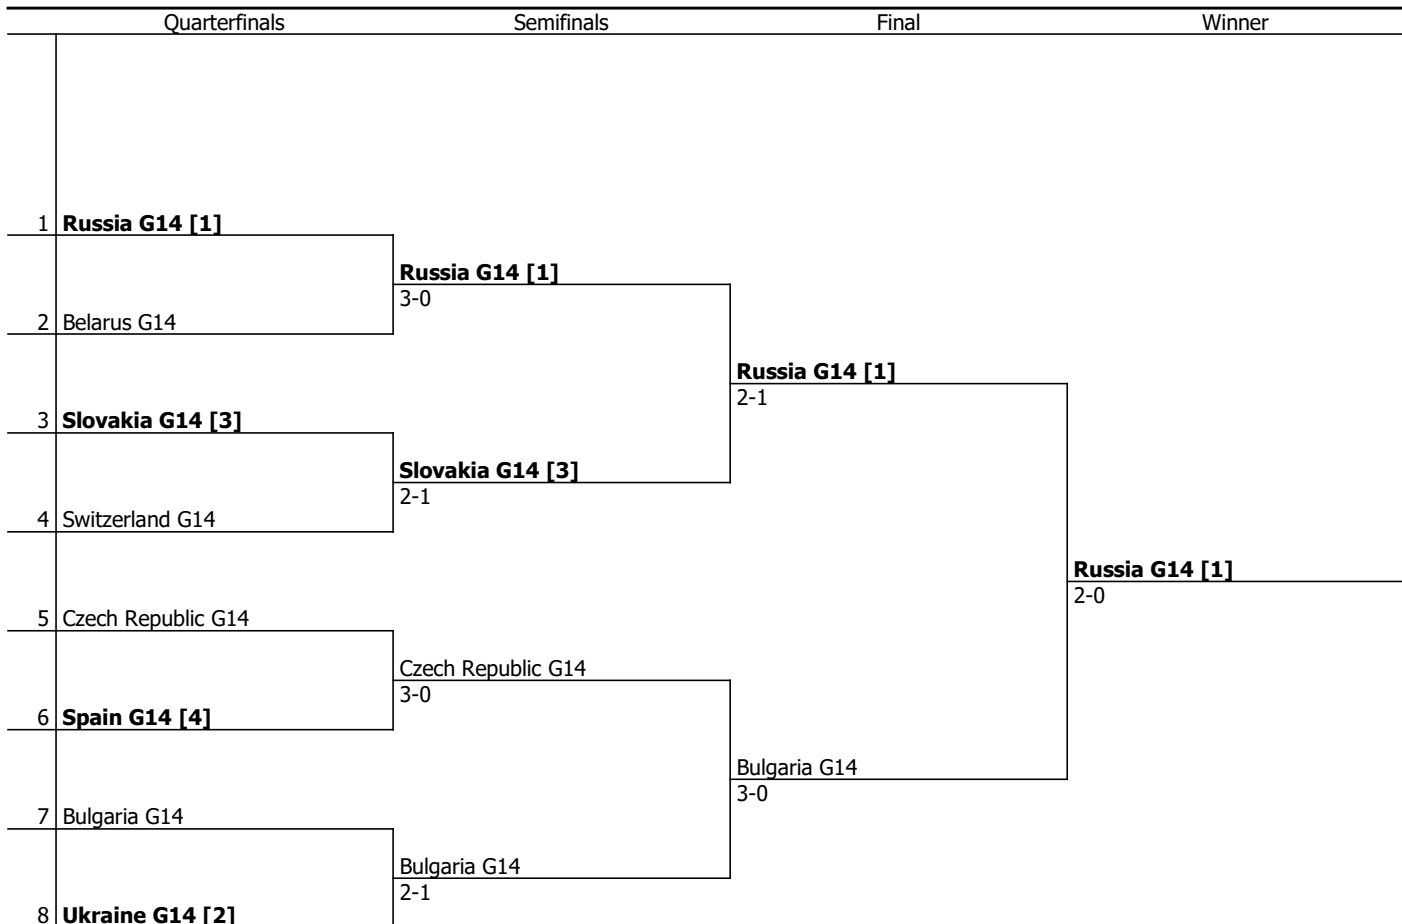 Quarterfinals Semifinals Final Winner
1 Russia G14 [1]
Russia G14 [1]
3-0
2 Belarus G14
Russia G14 [1]
2-1
3 Slovakia G14 [3]
Slovakia G14 [3]
2-1
4 Switzerland G14
Russia G14 [1]
2-0
5 Czech Republic G14
Czech Republic G14
3-0
6 Spain G14 [4]
Bulgaria G14
3-0
7 Bulgaria G14
Bulgaria G14
2-1
8 Ukraine G14 [2]